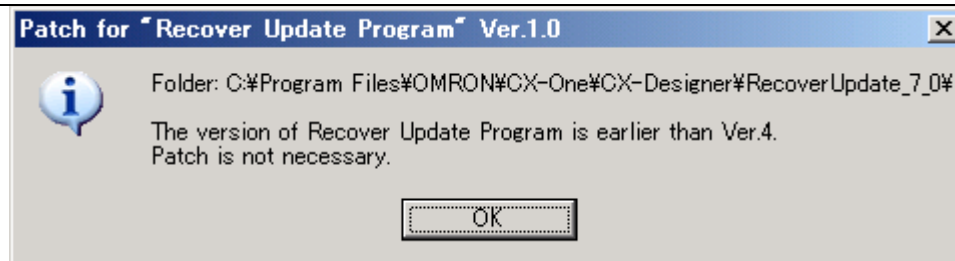 Patch for “Recover Update Program” Ver.1.0
Folder: C:¥Program Files¥OMRON¥CX-One¥CX-Designer¥RecoverUpdate_7_0¥
The version of Recover Update Program is earlier than Ver.4.
Patch is not necessary.
OK